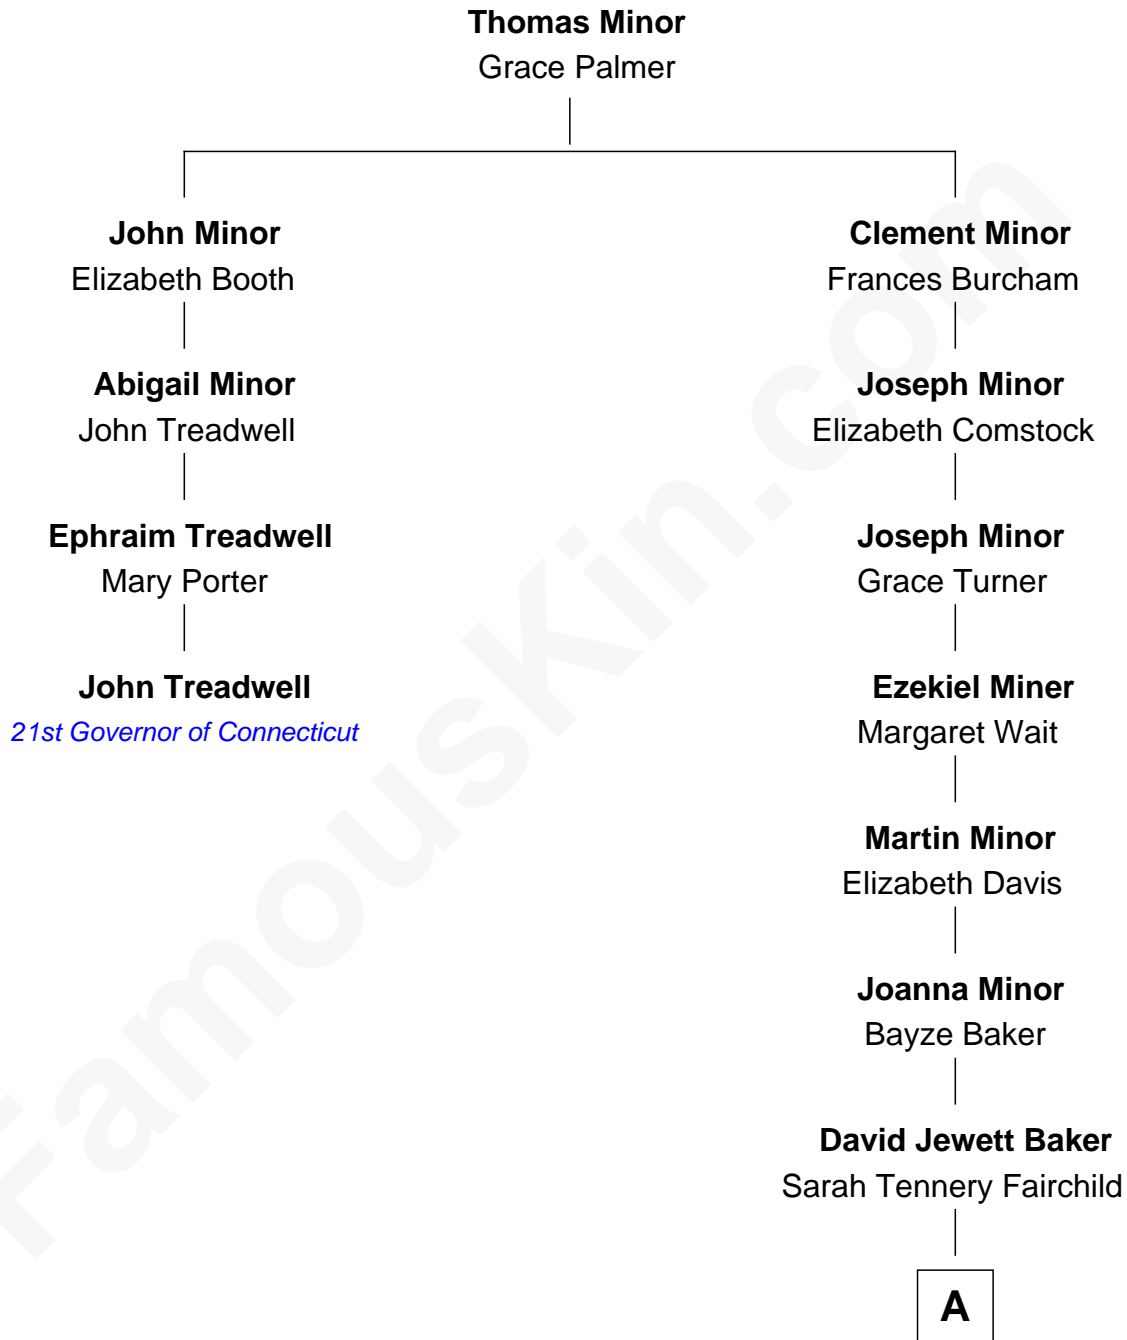 Thomas Minor
Grace Palmer
John Minor
Elizabeth Booth
Abigail Minor
John Treadwell
Ephraim Treadwell
Mary Porter
John Treadwell
21st Governor of Connecticut
Clement Minor
Frances Burcham
Joseph Minor
Elizabeth Comstock
Joseph Minor
Grace Turner
Ezekiel Miner
Margaret Wait
Martin Minor
Elizabeth Davis
Joanna Minor
Bayze Baker
David Jewett Baker
Sarah Tennery Fairchild
A
FamousKin.com